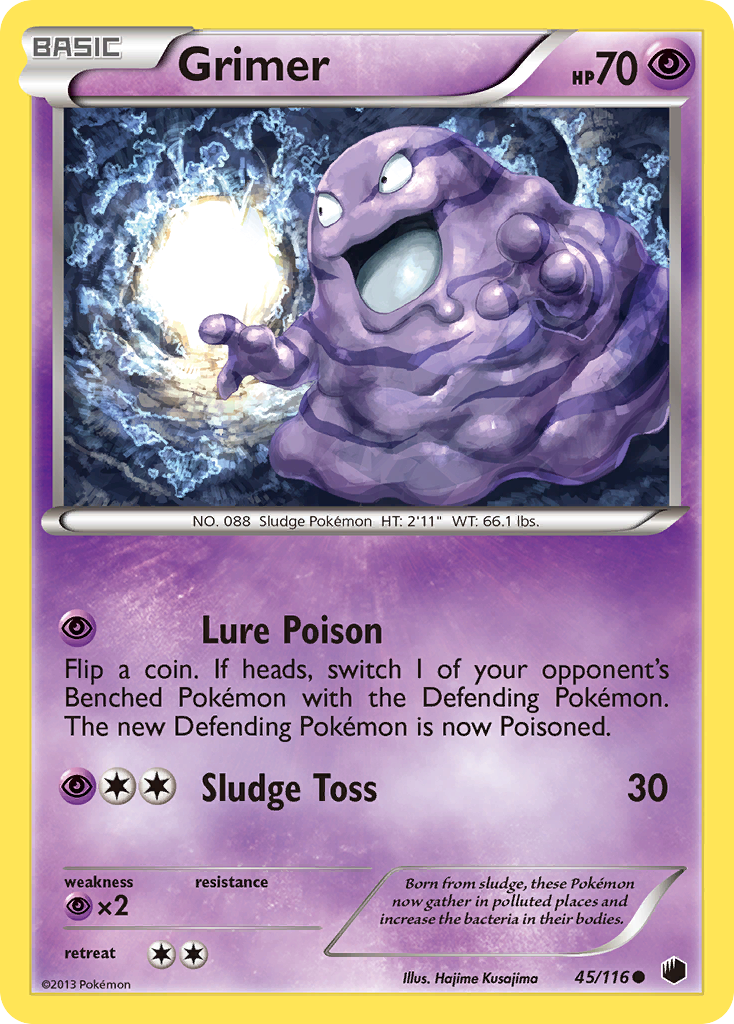 BASIC
Grimer
HP70
NO. 088 Sludge Pokémon HT: 2'11" WT: 66.1 lbs.
Lure Poison
Flip a coin. If heads, switch 1 of your opponent's
Benched Pokémon with the Defending Pokémon.
The new Defending Pokémon is now Poisoned.
Sludge Toss 30
weakness resistance
×2
Born from sludge, these Pokémon
now gather in polluted places and
increase the bacteria in their bodies.
retreat
©2013 Pokémon
Illus. Hajime Kusajima
45/116